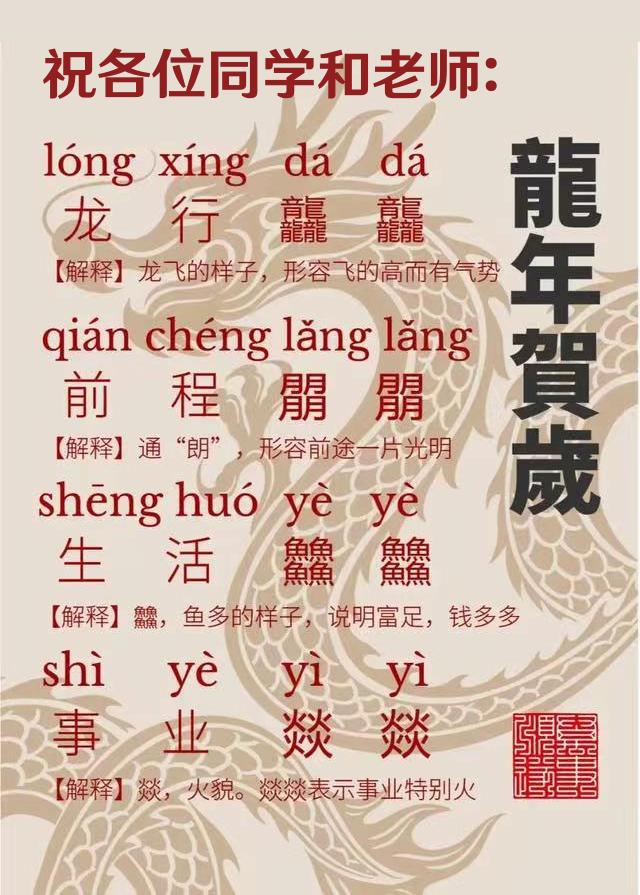 祝各位同学和老师:
lóng xíng dá dá
龙 行 龘 龘
【解释】龙飞的样子，形容飞的高而有气势
qián chéng lǎng lǎng
前 程 朤 朤
【解释】通“朗”，形容前途一片光明
shēng huó yè yè
生 活 䲜 䲜
【解释】䲜，鱼多的样子，说明富足，钱多多
shì yè yì yì
事 业 燚 燚
【解释】燚，火貌。燚燚表示事业特别火
龍年賀歲